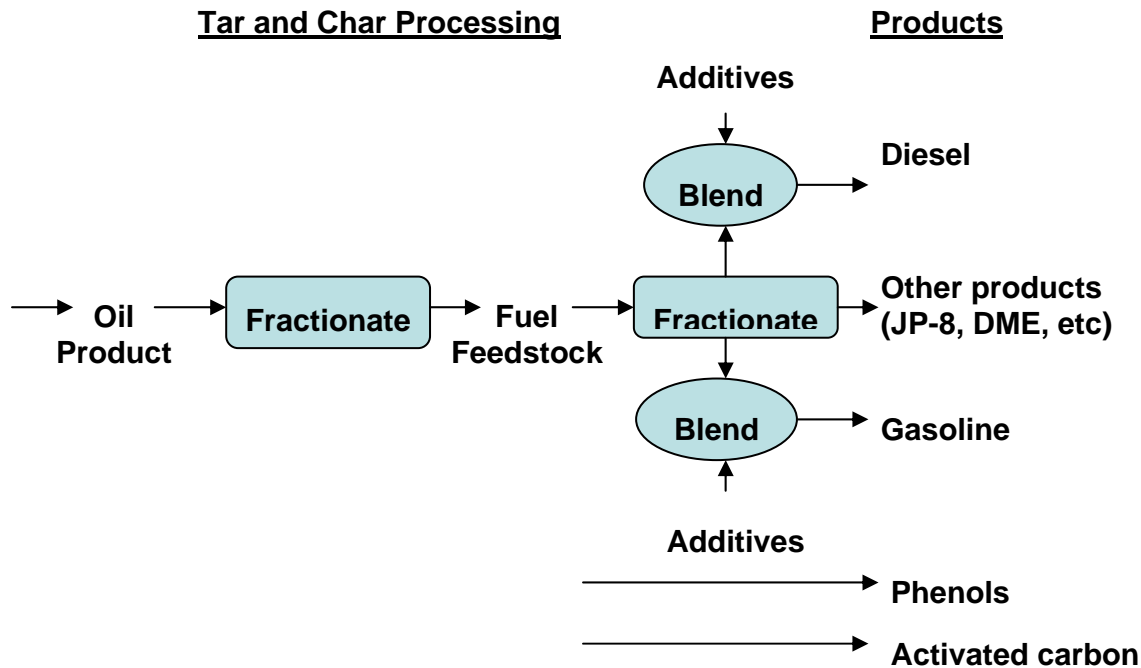 Tar and Char Processing
Products
Additives
Diesel
Blend
Oil
Product
Fractionate
Fuel
Feedstock
Fractionate
Other products
(JP-8, DME, etc)
Blend
Gasoline
Additives
Phenols
Activated carbon